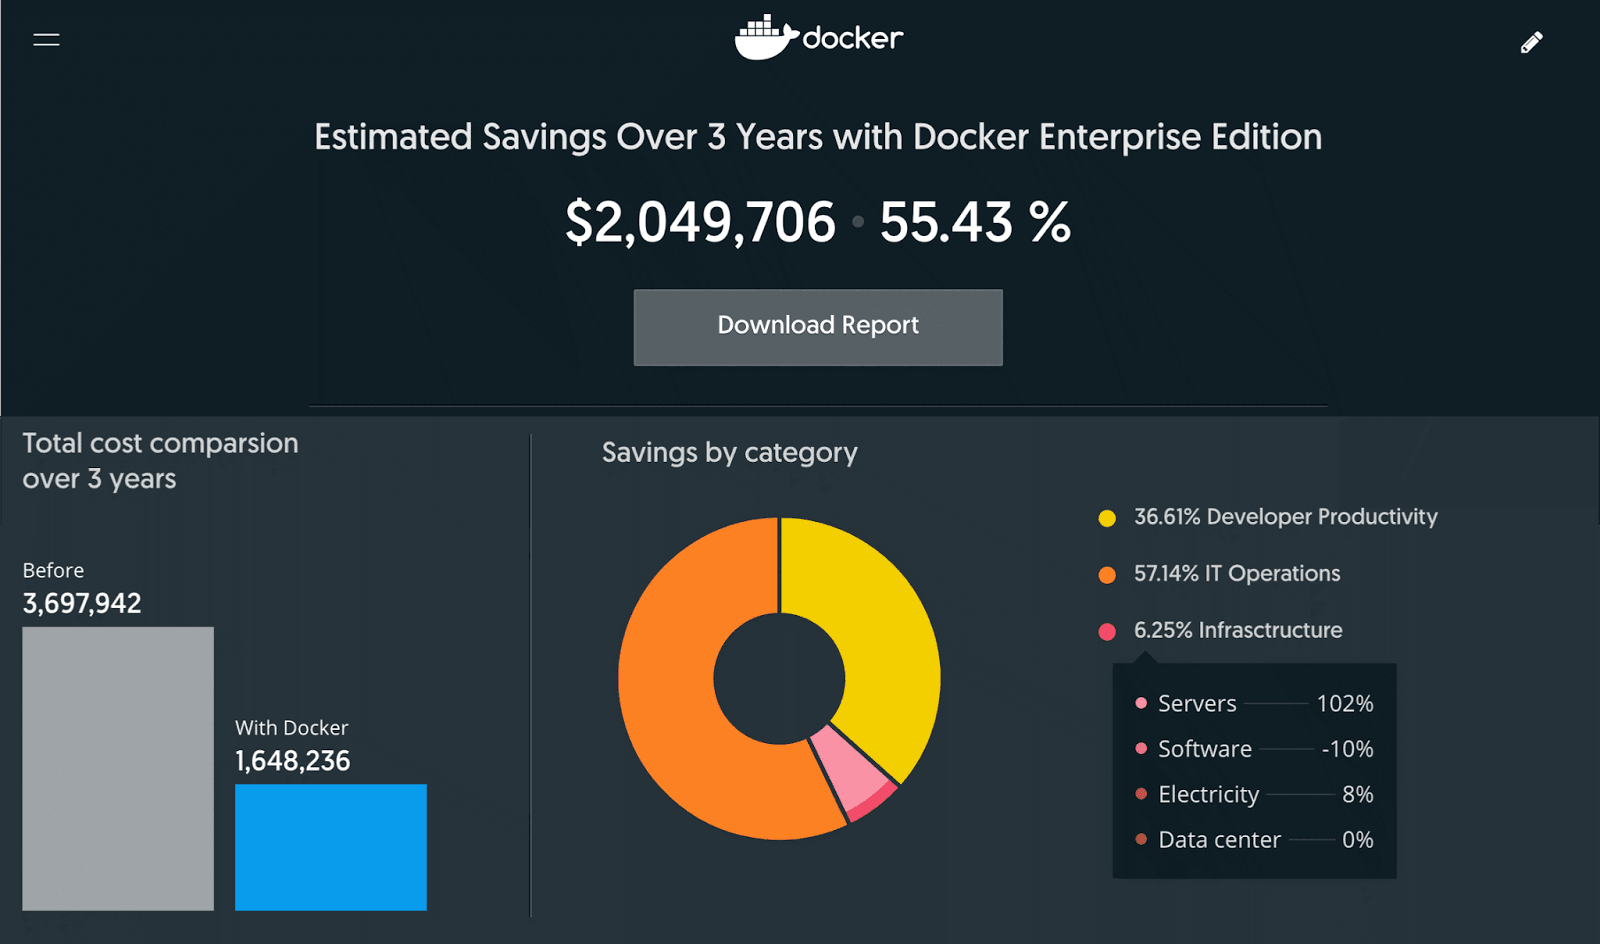 docker
Estimated Savings Over 3 Years with Docker Enterprise Edition
$2,049,706 • 55.43 %
Download Report
Total cost comparsion
over 3 years
Before
3,697,942
With Docker
1,648,236
Savings by category
36.61% Developer Productivity
57.14% IT Operations
6.25% Infrasctructure
Servers 102%
Software -10%
Electricity 8%
Data center 0%